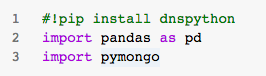 1 #!pip install dnspython
2 import pandas as pd
3 import pymongo